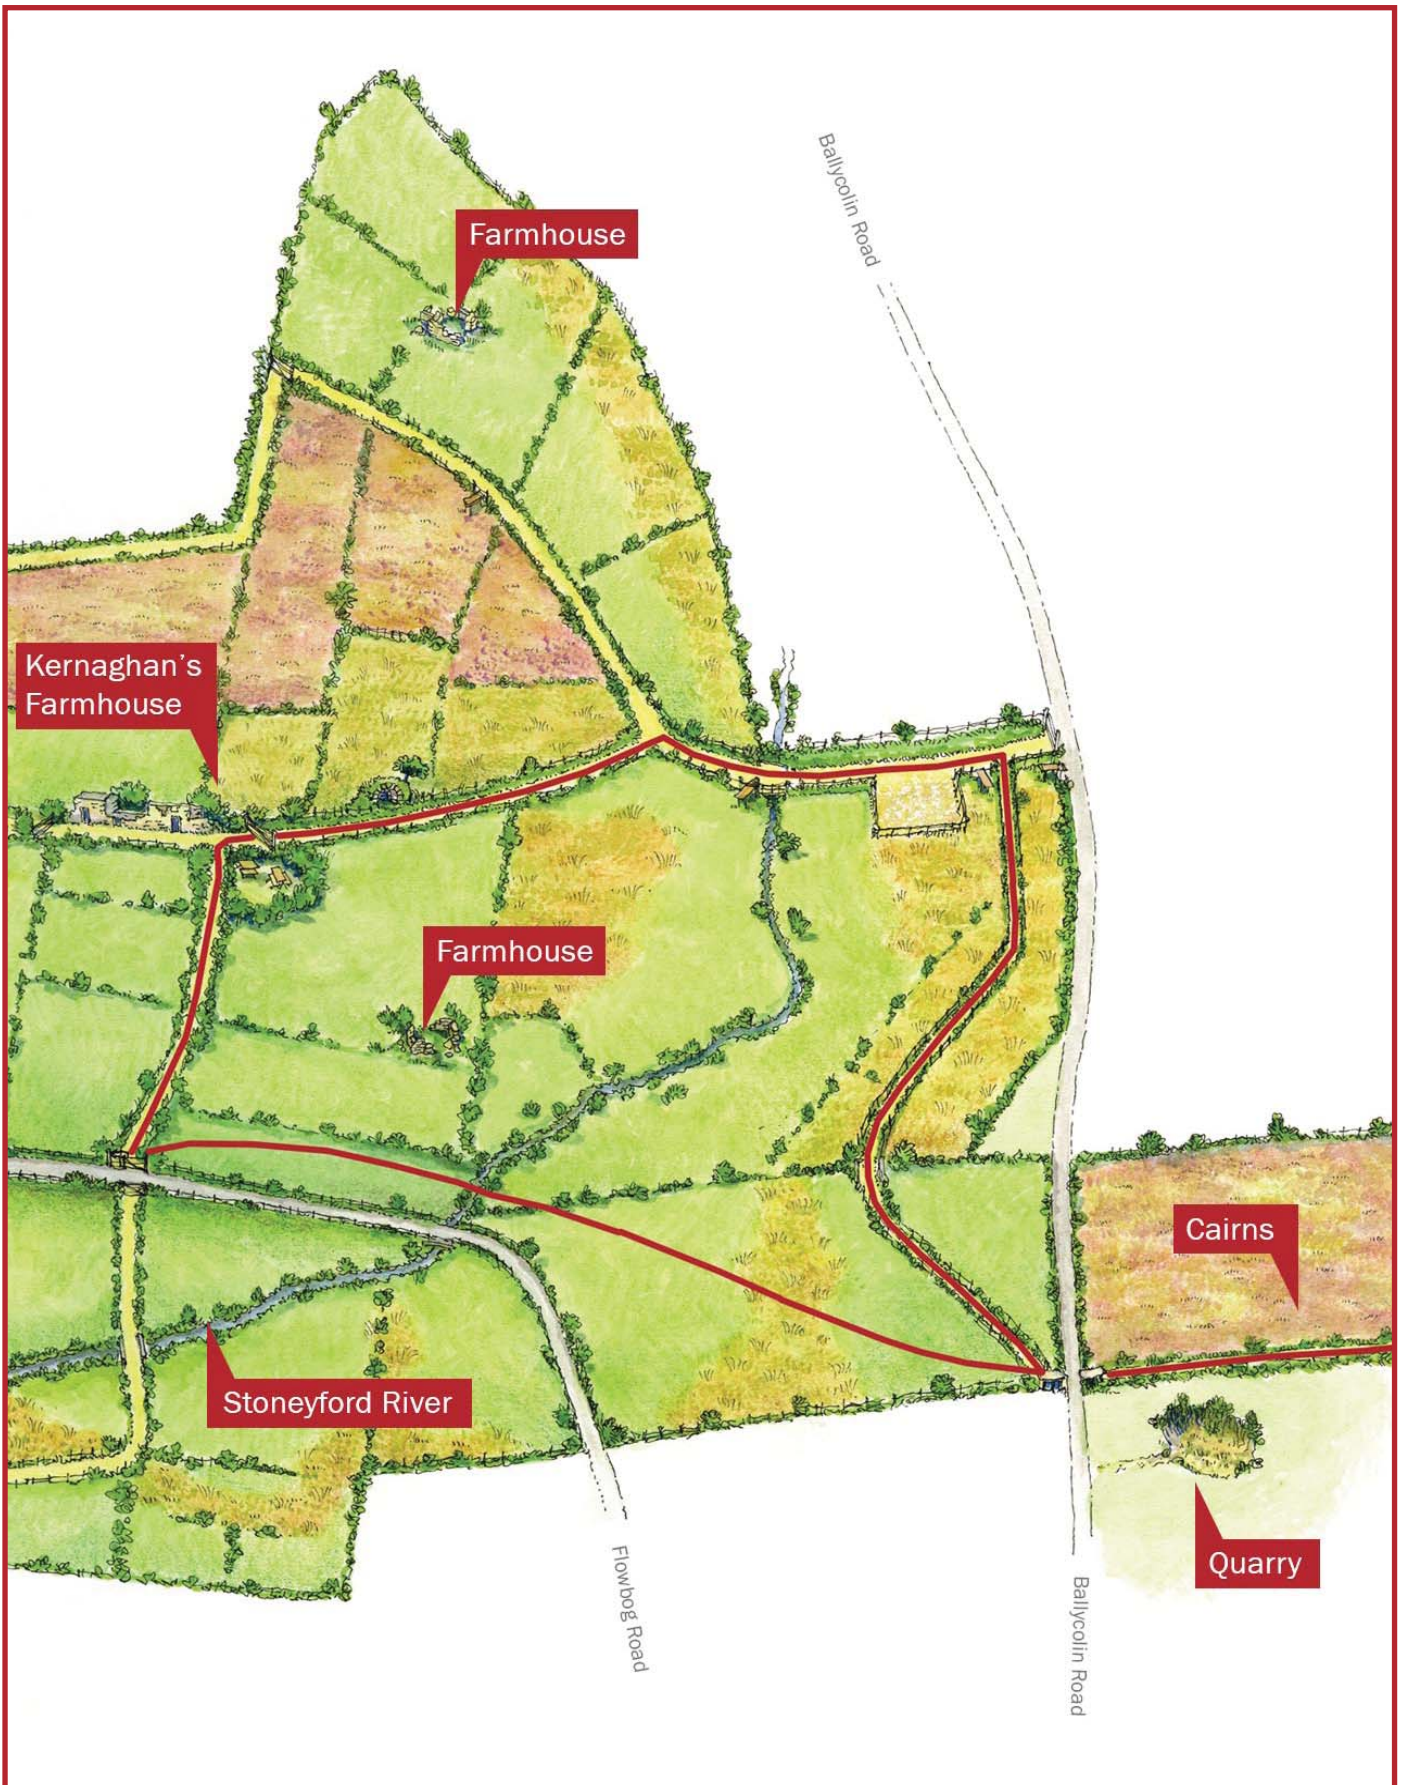 Ballycolin Road
Farmhouse
Kernaghan's
Farmhouse
Farmhouse
Cairns
Stoneyford River
Quarry
Flowbog Road
Ballycolin Road